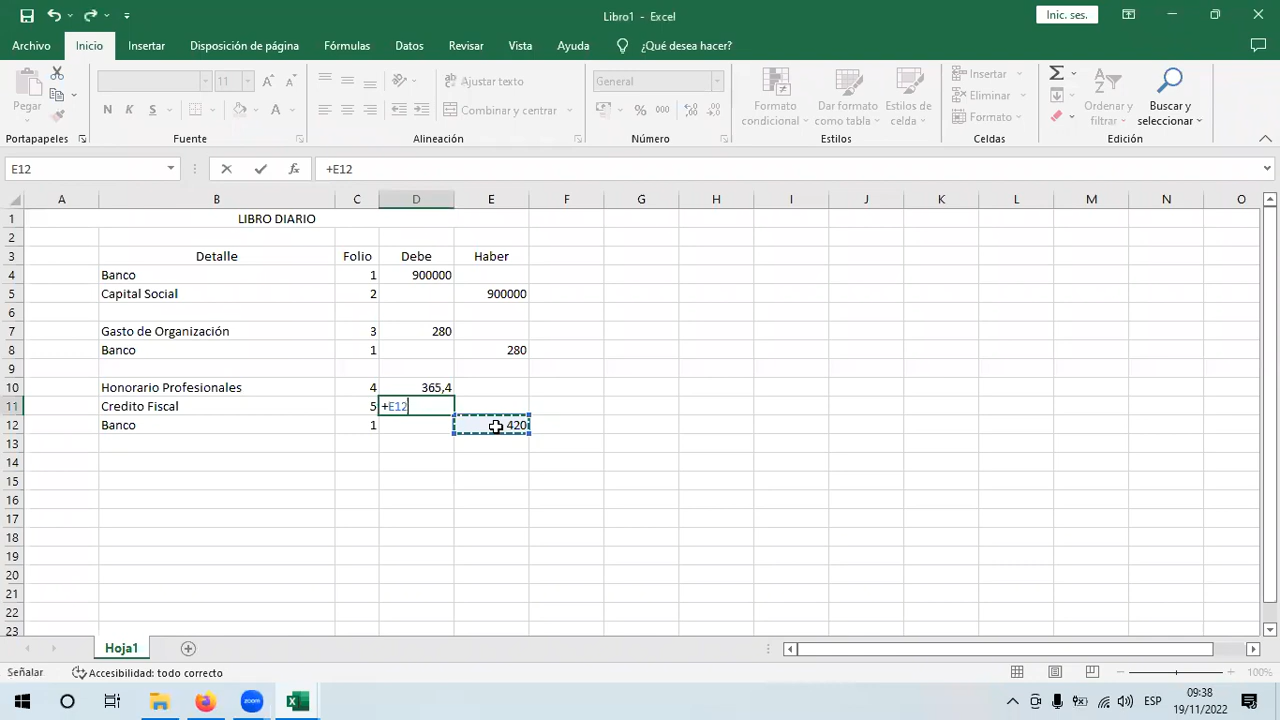 Libro1 - Excel
Inic. ses.
Archivo Inicio Insertar Disposición de página Fórmulas Datos Revisar Vista Ayuda ¿Qué desea hacer?
Pegar
N K S
11
A A
Ajustar texto
Combinar y centrar
General
% 000
Formato condicional
Dar formato como tabla
Estilos de celda
Insertar
Eliminar
Formato
Ordenar y filtrar
Buscar y seleccionar
Portapapeles Fuente Alineación Número Estilos Celdas Edición
E12 fx +E12
A B C D E F G H I J K L M N O
1 LIBRO DIARIO
2
3 Detalle Folio Debe Haber
4 Banco 1 900000
5 Capital Social 2 900000
6
7 Gasto de Organización 3 280
8 Banco 1 280
9
10 Honorario Profesionales 4 365,4
11 Credito Fiscal 5 +E12
12 Banco 1 420
13
14
15
16
17
18
19
20
21
22
23
Hoja1
Señalar Accesibilidad: todo correcto 100%
zoom ESP 09:38
19/11/2022